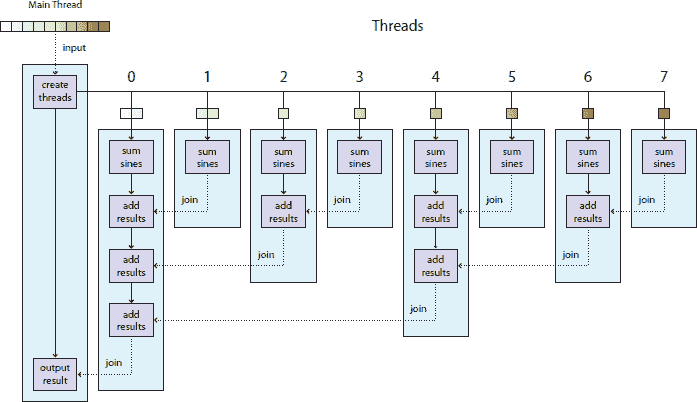 Main Thread
Threads
input
0 1 2 3 4 5 6 7
create
threads
sum
sines
sum
sines
sum
sines
sum
sines
sum
sines
sum
sines
sum
sines
sum
sines
join
join
join
join
add
results
add
results
add
results
add
results
join
join
add
results
add
results
join
add
results
join
output
result